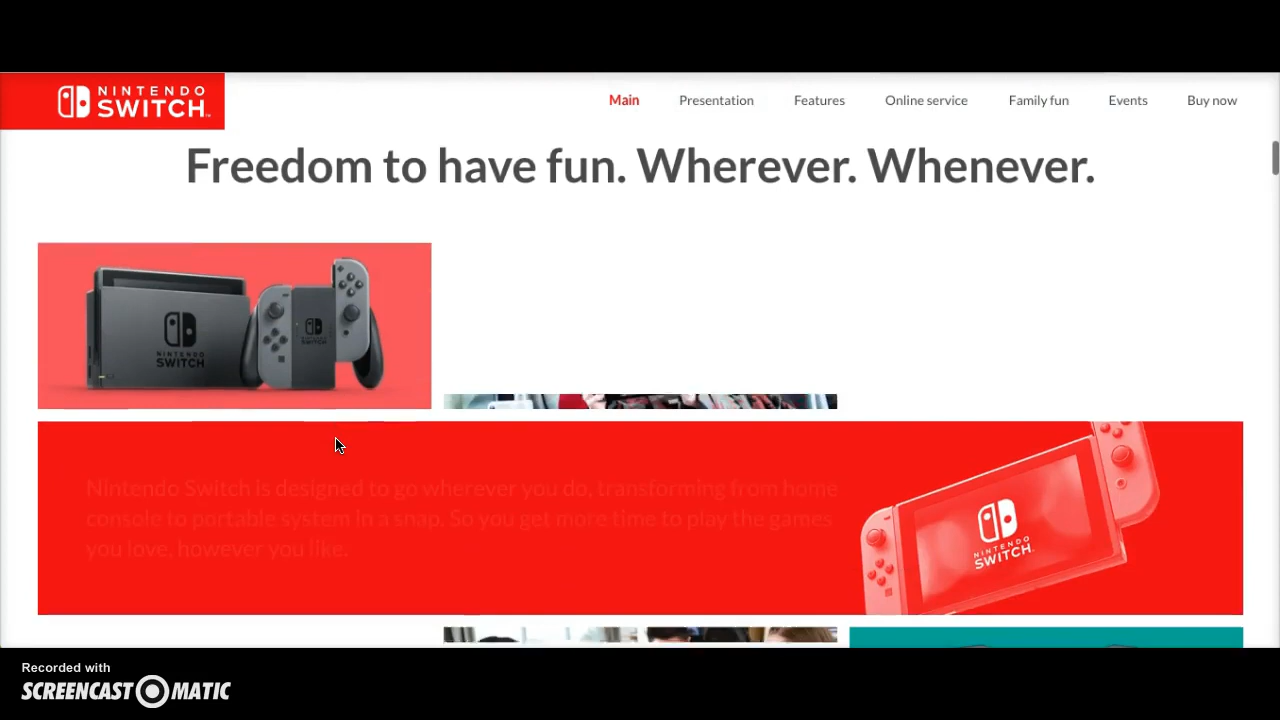 NINTENDO
SWITCH
Main Presentation Features Online service Family fun Events Buy now
Freedom to have fun. Wherever. Whenever.
NINTENDO
SWITCH
NINTENDO
SWITCH
Nintendo Switch is designed to go wherever you do, transforming from home
console to portable system in a snap. So you get more time to play the games
you love, however you like.
NINTENDO
SWITCH
Recorded with
SCREENCAST-O-MATIC